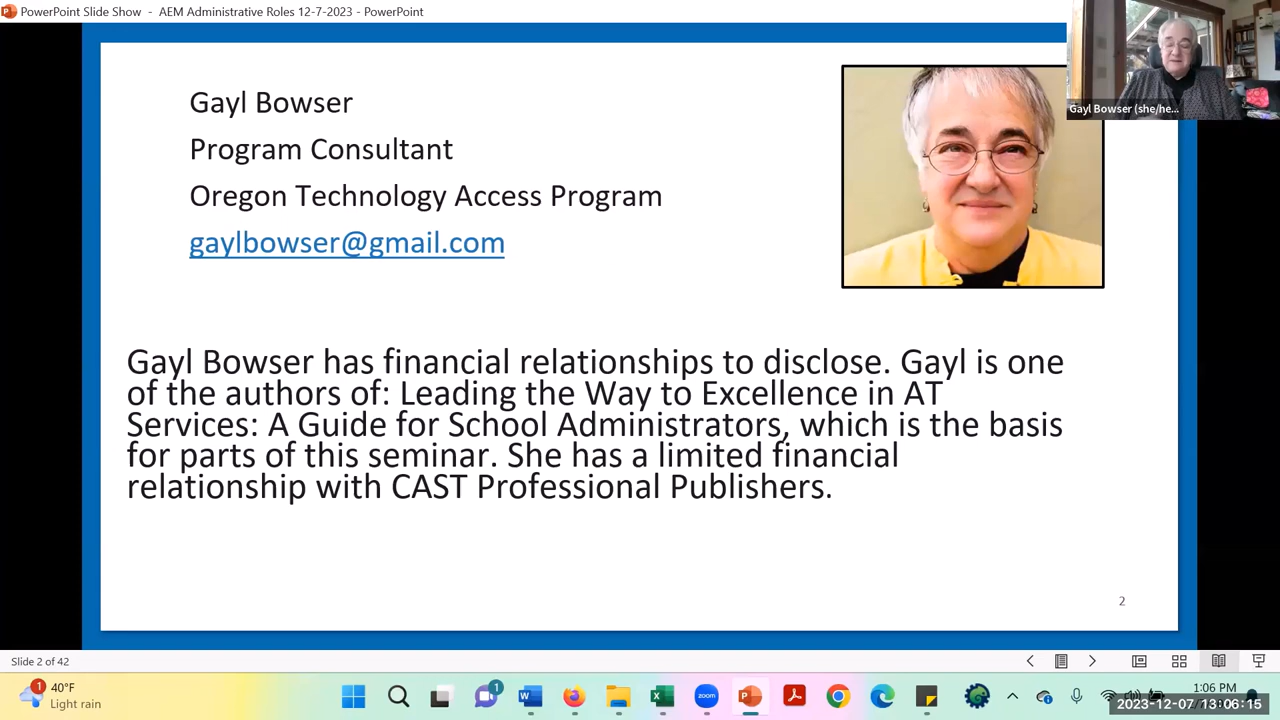 PowerPoint Slide Show - AEM Administrative Roles 12-7-2023 - PowerPoint
Gayl Bowser (she/he...
Gayl Bowser
Program Consultant
Oregon Technology Access Program
gaylbowser@gmail.com
Gayl Bowser has financial relationships to disclose. Gayl is one
of the authors of: Leading the Way to Excellence in AT
Services: A Guide for School Administrators, which is the basis
for parts of this seminar. She has a limited financial
relationship with CAST Professional Publishers.
2
Slide 2 of 42
1
40°F
Light rain
1
zoom
1:06 PM
2023-12-07 13:06:15